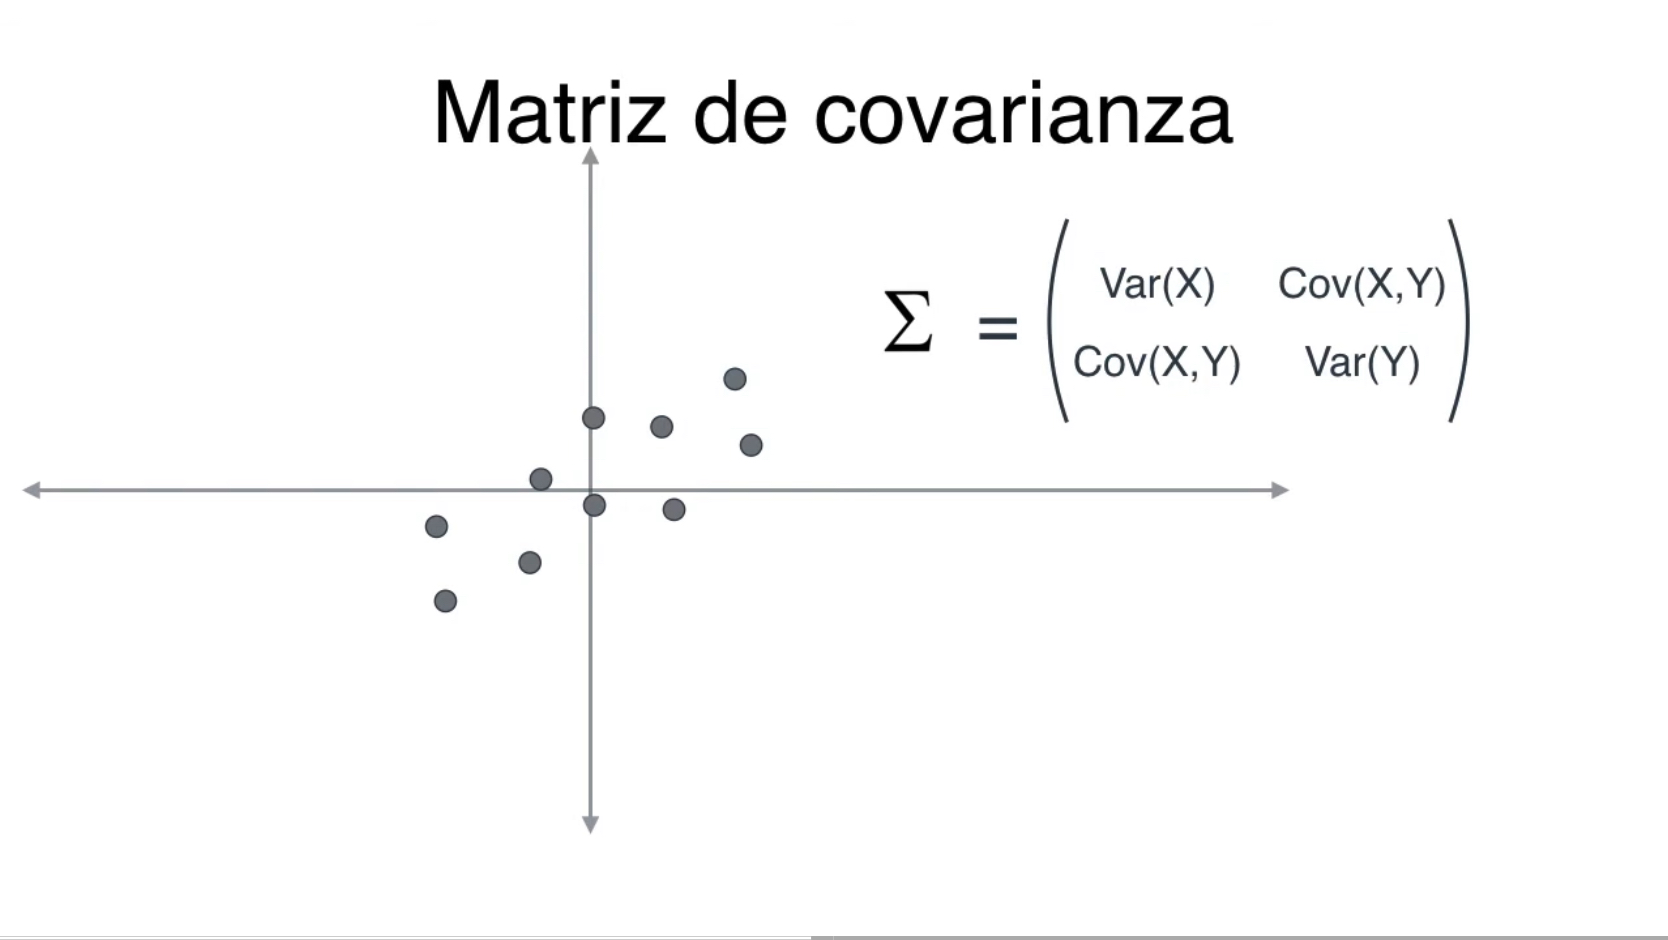 Matriz de covarianza
Var(X) Cov(X,Y)
Σ =
Cov(X,Y) Var(Y)